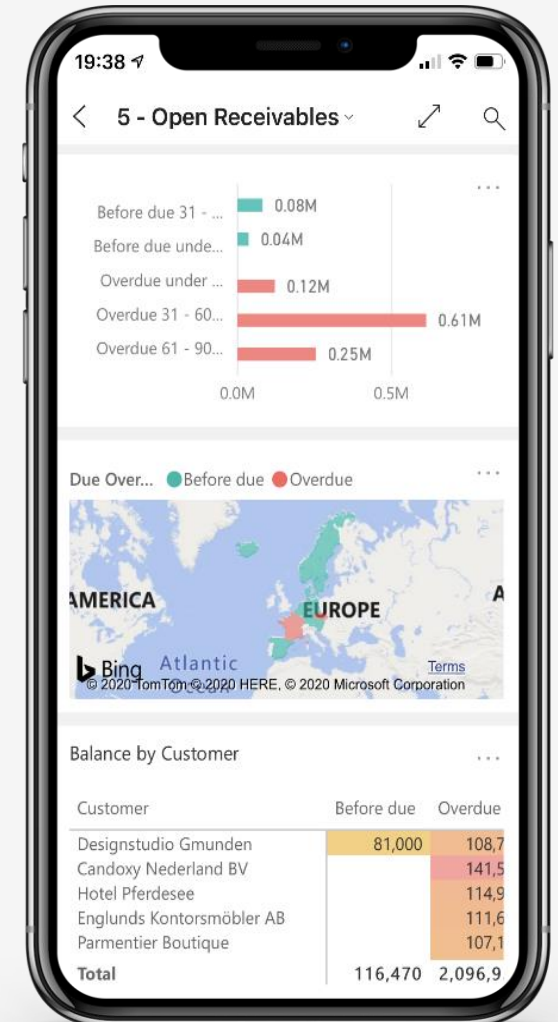 19:38
5 - Open Receivables
...
Before due 31 - ... 0.08M
Before due unde... 0.04M
Overdue under ... 0.12M
Overdue 31 - 60... 0.61M
Overdue 61 - 90... 0.25M
0.0M 0.5M
Due Over... Before due Overdue ...
AMERICA EUROPE A
Bing Atlantic Ocean Terms
© 2020 TomTom © 2020 HERE, © 2020 Microsoft Corporation
Balance by Customer ...
Customer Before due Overdue
Designstudio Gmunden 81,000 108,7
Candoxy Nederland BV 141,5
Hotel Pferdesee 114,9
Englunds Kontorsmöbler AB 111,6
Parmentier Boutique 107,1
Total 116,470 2,096,9